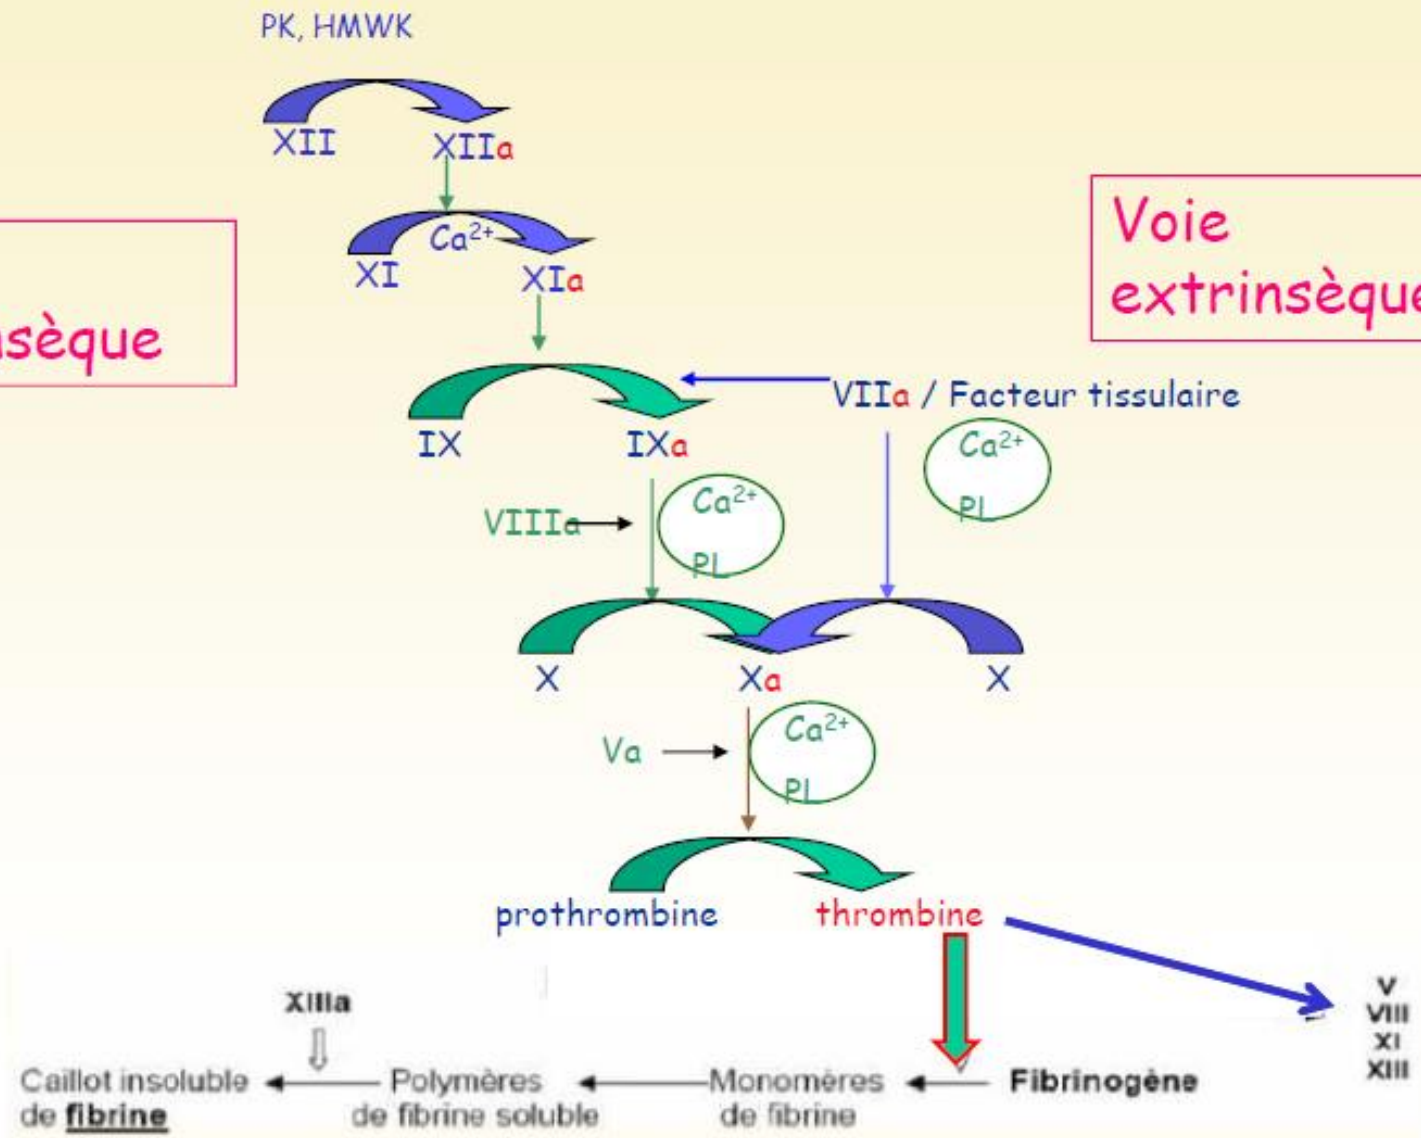 PK, HMWK
XII
XIIa
Ca²⁺
XI
XIa
nsèque
Voie
extrinsèque
VIIa / Facteur tissulaire
Ca²⁺
PL
IX
IXa
VIIIa
Ca²⁺
PL
X
Xa
X
Va
Ca²⁺
PL
prothrombine
thrombine
V
VIII
XI
XIII
XIIIa
Caillot insoluble
de fibrine
Polymères
de fibrine soluble
Monomères
de fibrine
Fibrinogène